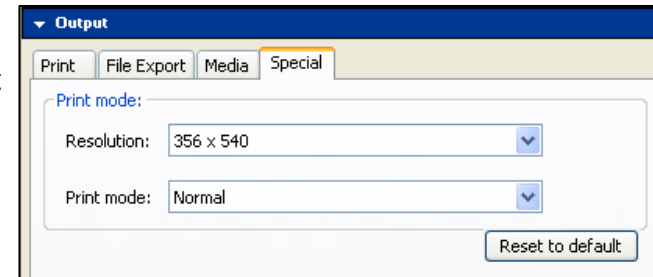 Output
Print File Export Media Special
Print mode:
Resolution: 356 x 540
Print mode: Normal
Reset to default